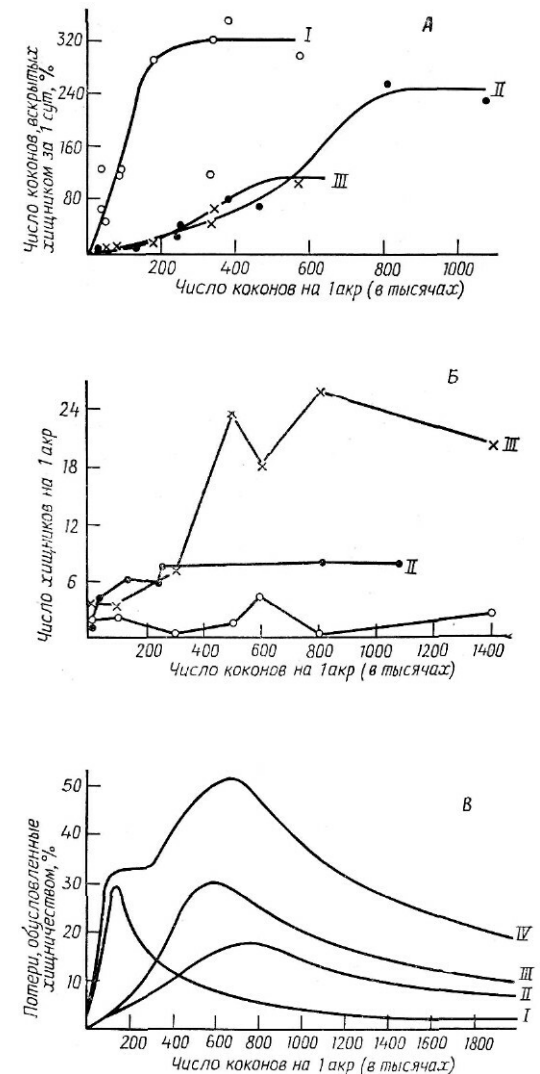 А
Число коконов, вскрытых
хищником за 1 сут, %
320
240
160
80
I
II
III
200 400 600 800 1000
Число коконов на 1 акр (в тысячах)
Б
Число хищников на 1 акр
24
18
12
6
III
II
200 400 600 800 1000 1200 1400
Число коконов на 1 акр (в тысячах)
В
Потери, обусловленные
хищничеством, %
50
40
30
20
10
IV
III
II
I
200 400 600 800 1000 1200 1400 1600 1800
Число коконов на 1 акр (в тысячах)